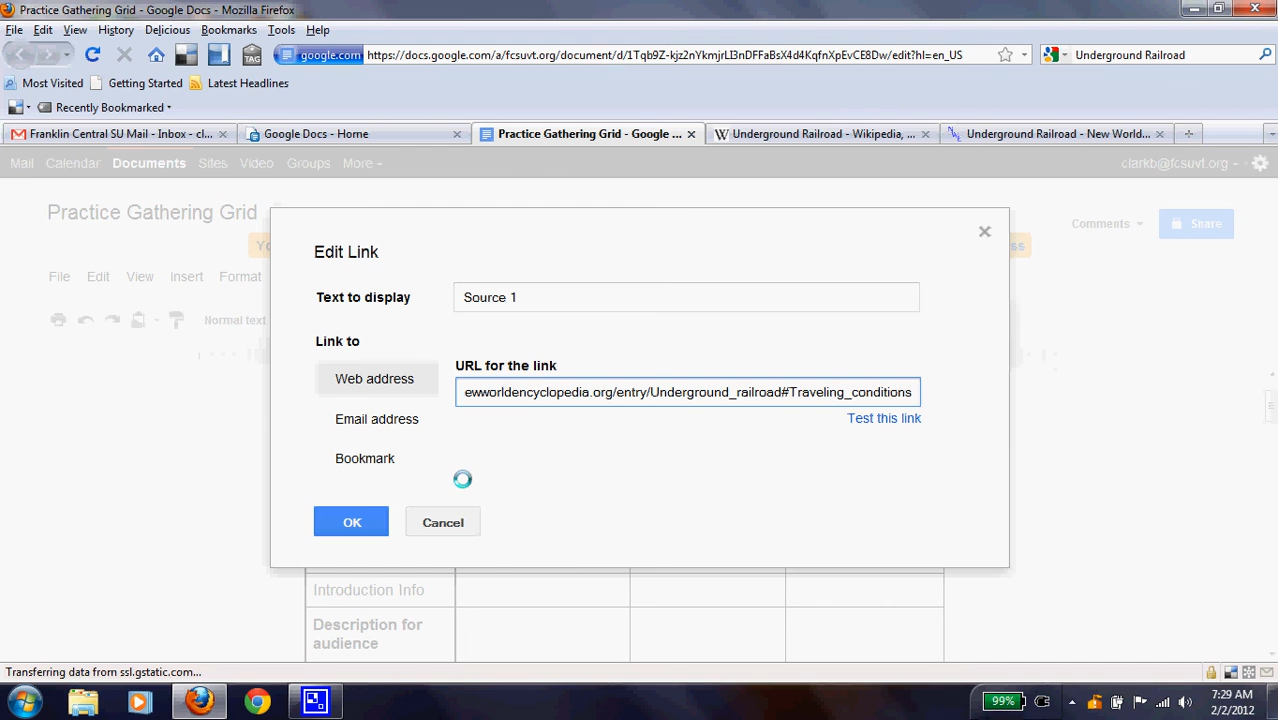 Practice Gathering Grid - Google Docs - Mozilla Firefox
File Edit View History Delicious Bookmarks Tools Help
TAG google.com https://docs.google.com/a/fcsuvt.org/document/d/1Tqb9Z-kjz2nYkmjrLI3nDFFaBsX4d4KqfnXpEvCE8Dw/edit?hl=en_US Underground Railroad
Most Visited Getting Started Latest Headlines
Recently Bookmarked
Franklin Central SU Mail - Inbox - cl... Google Docs - Home Practice Gathering Grid - Google ... Underground Railroad - Wikipedia, ... Underground Railroad - New World...
Mail Calendar Documents Sites Video Groups More clarkb@fcsuvt.org
Practice Gathering Grid Comments Share
File Edit View Insert Format
Normal text
Edit Link
Text to display Source 1
Link to
URL for the link
Web address ewworldencyclopedia.org/entry/Underground_railroad#Traveling_conditions
Email address Test this link
Bookmark
OK Cancel
Introduction Info
Description for
audience
Transferring data from ssl.gstatic.com...
99% 7:29 AM
2/2/2012